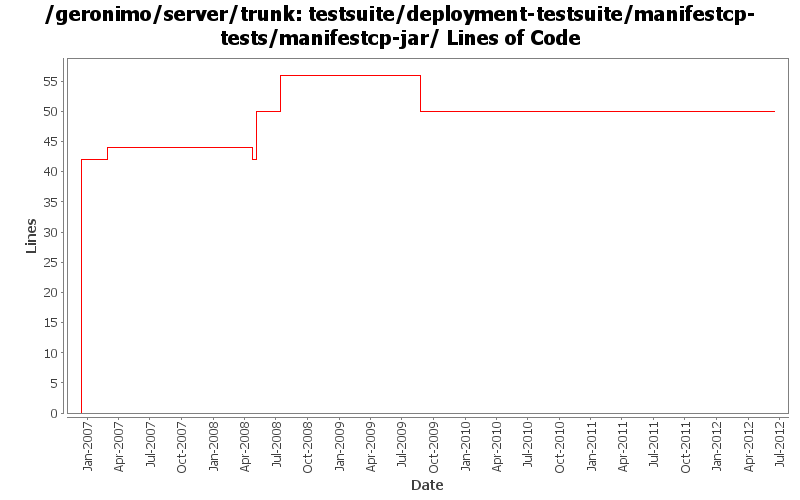 /geronimo/server/trunk: testsuite/deployment-testsuite/manifestcp-
tests/manifestcp-jar/ Lines of Code
55
50
45
40
35
30
25
20
15
10
5
0
Lines
Jan-2007
Apr-2007
Jul-2007
Oct-2007
Jan-2008
Apr-2008
Jul-2008
Oct-2008
Jan-2009
Apr-2009
Jul-2009
Oct-2009
Jan-2010
Apr-2010
Jul-2010
Oct-2010
Jan-2011
Apr-2011
Jul-2011
Oct-2011
Jan-2012
Apr-2012
Jul-2012
Date